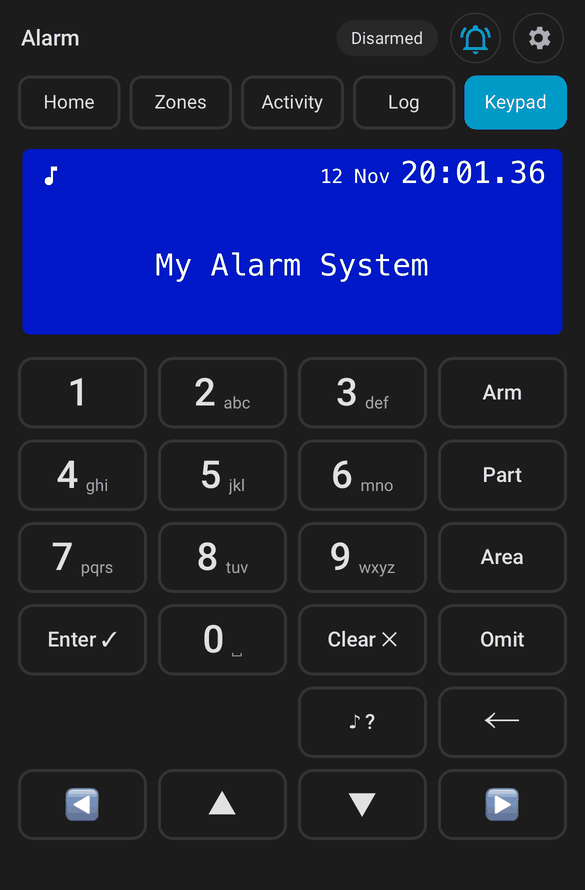 Alarm Disarmed
Home Zones Activity Log Keypad
♪ 12 Nov 20:01.36
My Alarm System
1 2 abc 3 def Arm
4 ghi 5 jkl 6 mno Part
7 pqrs 8 tuv 9 wxyz Area
Enter ✓ 0 ⎵ Clear ✕ Omit
♪ ? ←
◀ ▲ ▼ ▶